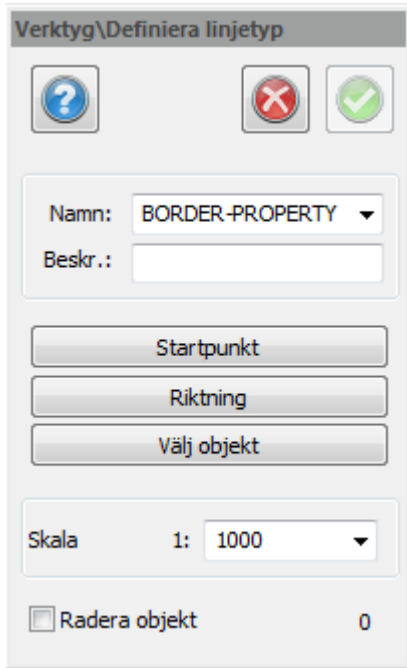 Verktyg\Definiera linjetyp
Namn: BORDER-PROPERTY
Beskr.:
Startpunkt
Riktning
Välj objekt
Skala 1: 1000
Radera objekt 0